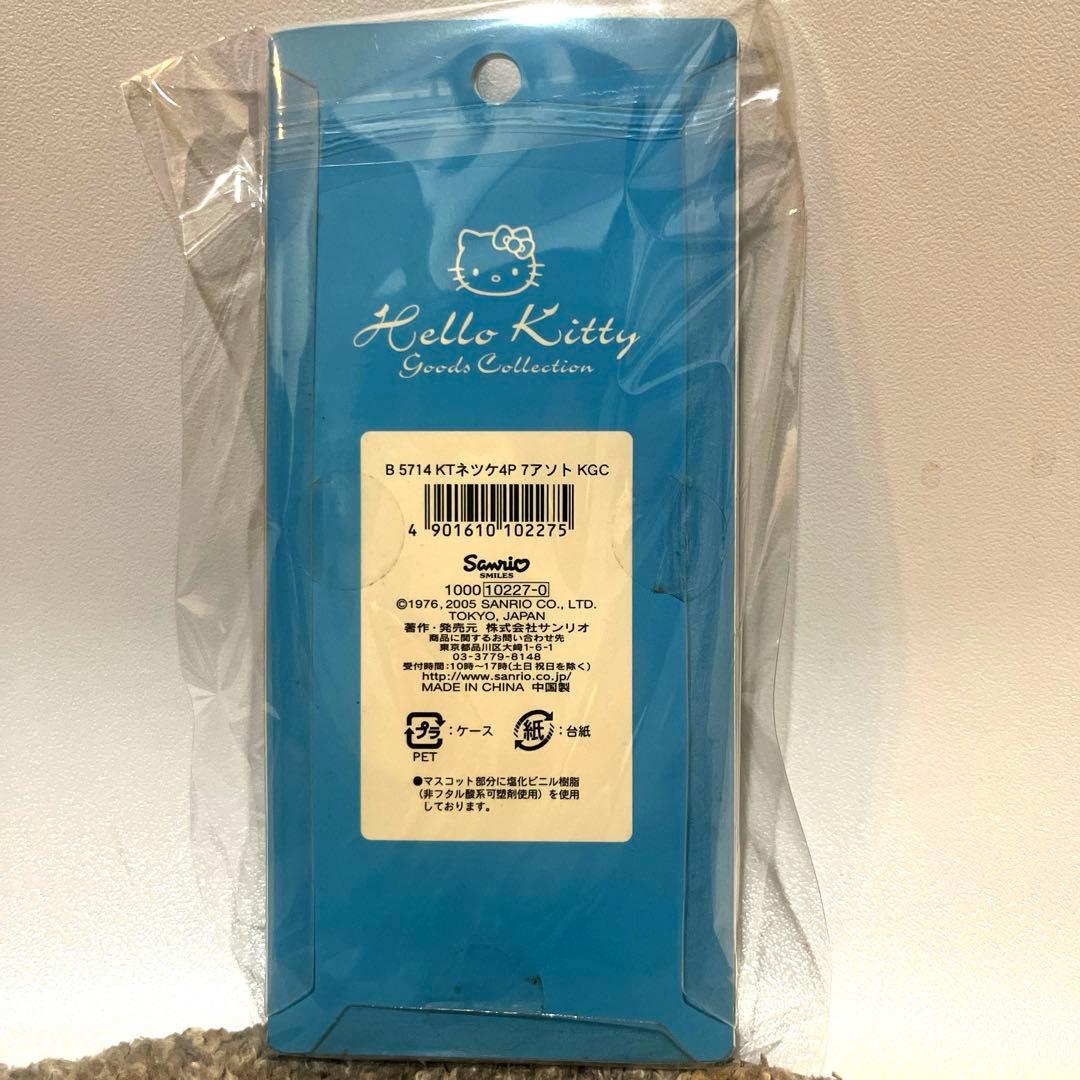 Hello Kitty
Goods Collection
B 5714 KTネツケ4P 7アソト KGC
4 901610 102275
Sanrio
SMILES
1000 10227-0
©1976, 2005 SANRIO CO., LTD.
TOKYO, JAPAN
著作・発売元 株式会社サンリオ
商品に関するお問い合わせ先
東京都品川区大崎1-6-1
03-3779-8148
受付時間:10時~17時(土日祝日を除く)
http://www.sanrio.co.jp/
MADE IN CHINA 中国製
プラ:ケース 紙:台紙
PET
●マスコット部分に塩化ビニル樹脂
(非フタル酸系可塑剤使用)を使用
しております。